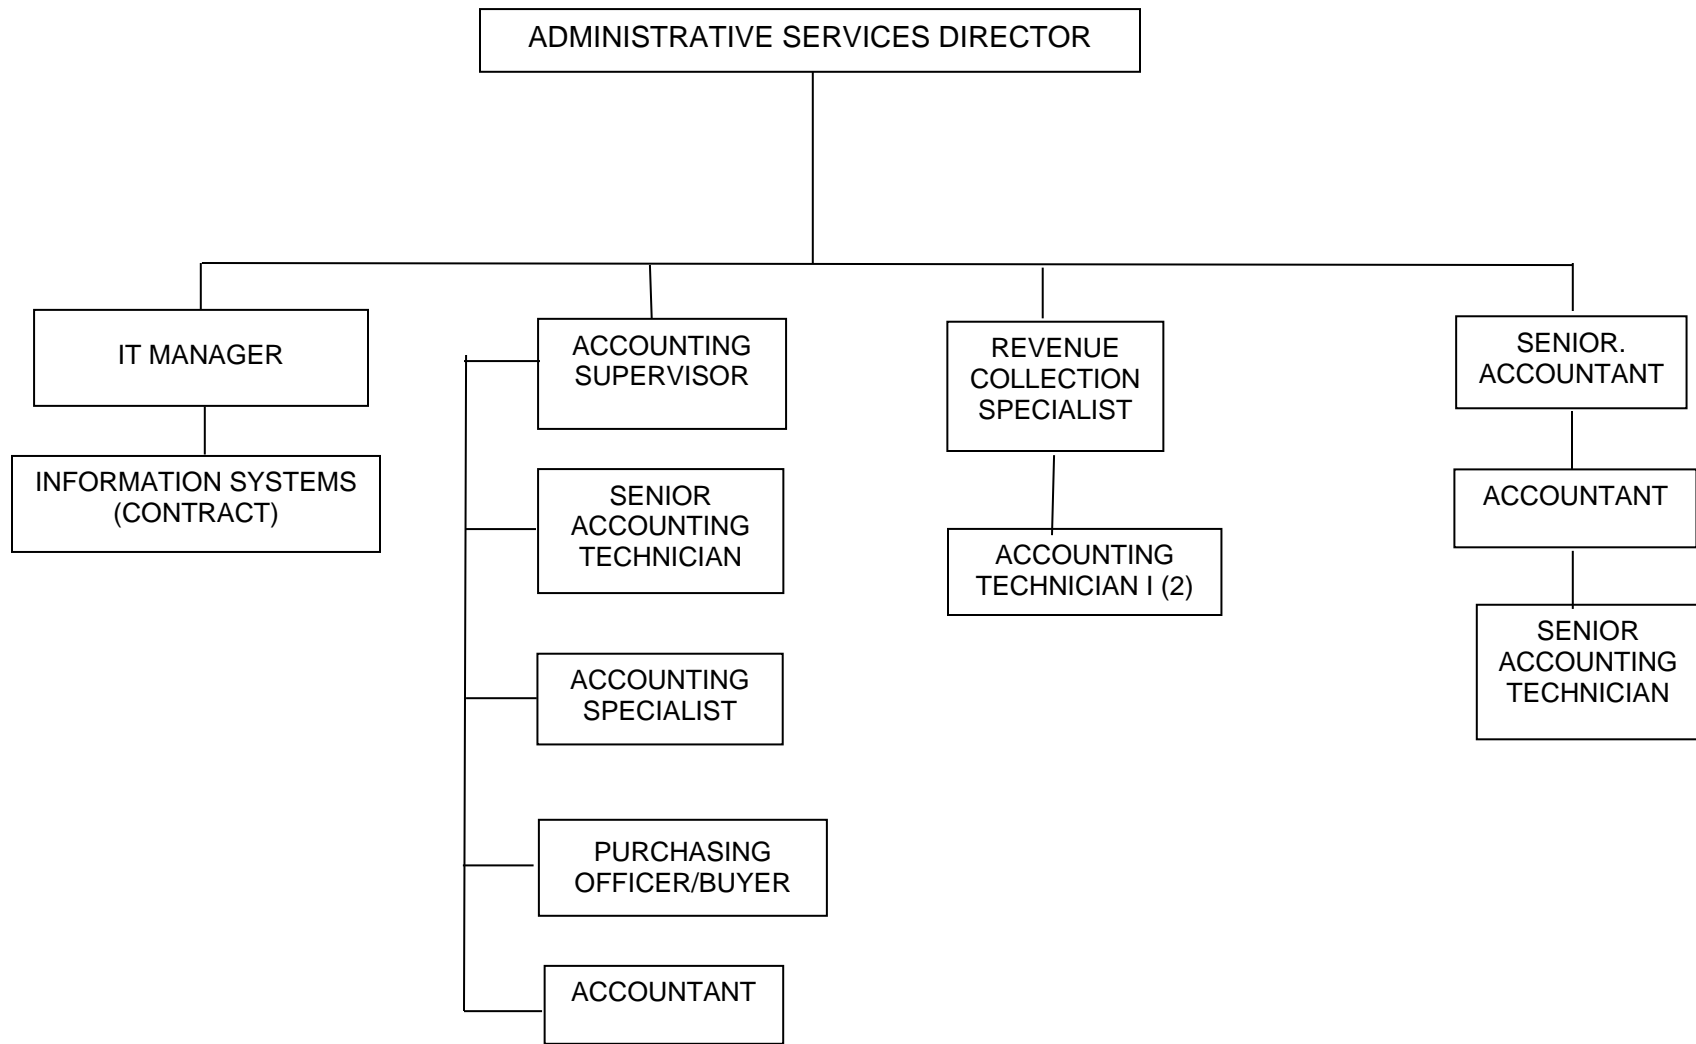 ADMINISTRATIVE SERVICES DIRECTOR
IT MANAGER
INFORMATION SYSTEMS
(CONTRACT)
ACCOUNTING
SUPERVISOR
SENIOR
ACCOUNTING
TECHNICIAN
ACCOUNTING
SPECIALIST
PURCHASING
OFFICER/BUYER
ACCOUNTANT
REVENUE
COLLECTION
SPECIALIST
ACCOUNTING
TECHNICIAN I (2)
SENIOR.
ACCOUNTANT
ACCOUNTANT
SENIOR
ACCOUNTING
TECHNICIAN